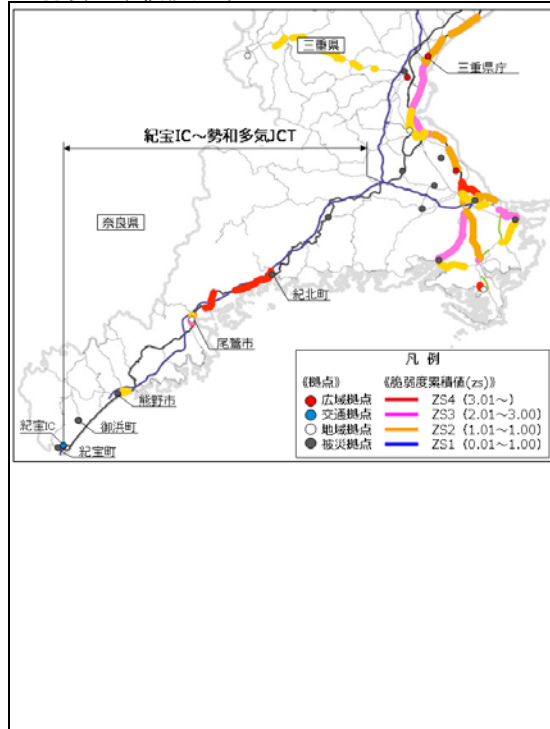 三重県
三重県庁
紀宝IC～勢和多気JCT
奈良県
紀北町
尾鷲市
熊野市
御浜町
紀宝IC
紀宝町
凡 例
《拠点》
《脆弱度累積値(zs)》
広域拠点
ZS4 (3.01～)
交通拠点
ZS3 (2.01～3.00)
地域拠点
ZS2 (1.01～1.00)
被災拠点
ZS1 (0.01～1.00)